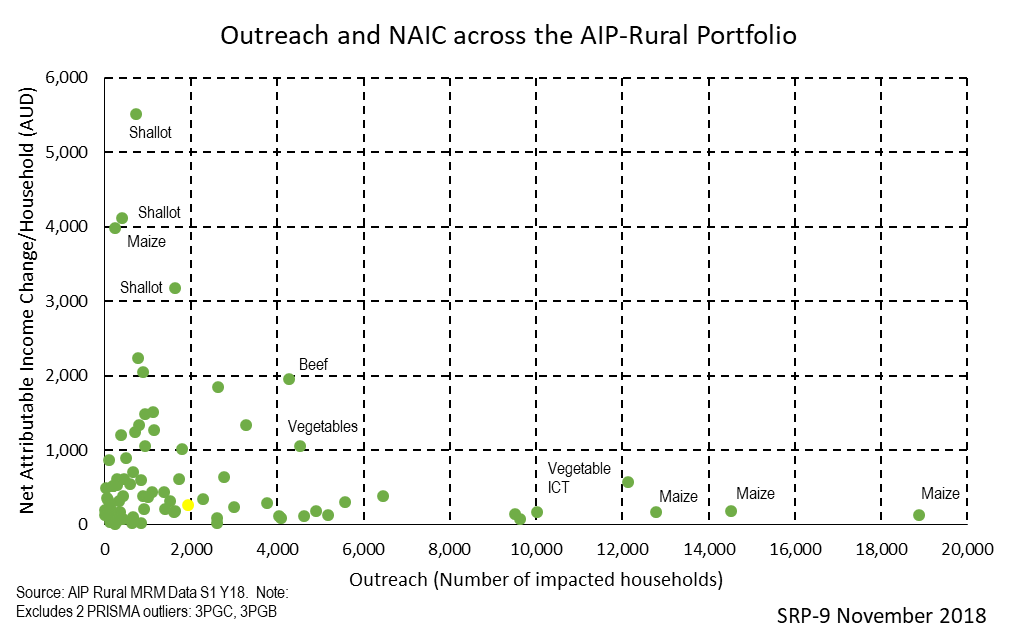 Outreach and NAIC across the AIP-Rural Portfolio
Net Attributable Income Change/Household (AUD)
6,000
5,000
4,000
3,000
2,000
1,000
0
Shallot
Shallot
Maize
Shallot
Beef
Vegetables
Vegetable
ICT
Maize
Maize
Maize
0 2,000 4,000 6,000 8,000 10,000 12,000 14,000 16,000 18,000 20,000
Outreach (Number of impacted households)
Source: AIP Rural MRM Data S1 Y18. Note:
Excludes 2 PRISMA outliers: 3PGC, 3PGB
SRP-9 November 2018